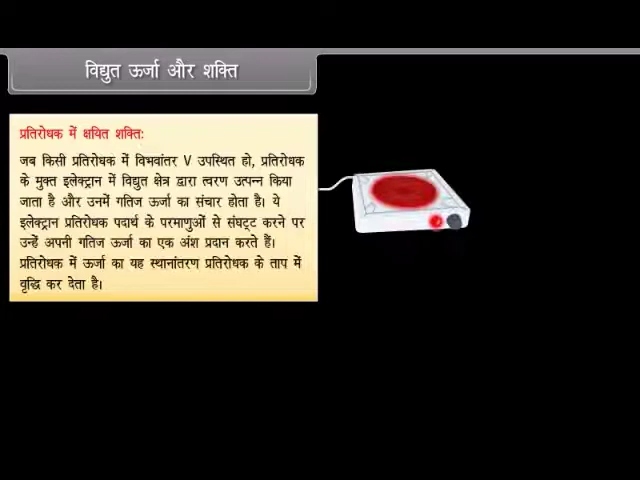 विद्युत ऊर्जा और शक्ति
प्रतिरोधक में क्षयित शक्ति:
जब किसी प्रतिरोधक में विभवांतर V उपस्थित हो, प्रतिरोधक
के मुक्त इलेक्ट्रान में विद्युत क्षेत्र द्वारा त्वरण उत्पन्न किया
जाता है और उनमें गतिज ऊर्जा का संचार होता है। ये
इलेक्ट्रान प्रतिरोधक पदार्थ के परमाणुओं से संघट्ट करने पर
उन्हें अपनी गतिज ऊर्जा का एक अंश प्रदान करते हैं।
प्रतिरोधक में ऊर्जा का यह स्थानांतरण प्रतिरोधक के ताप में
वृद्धि कर देता है।